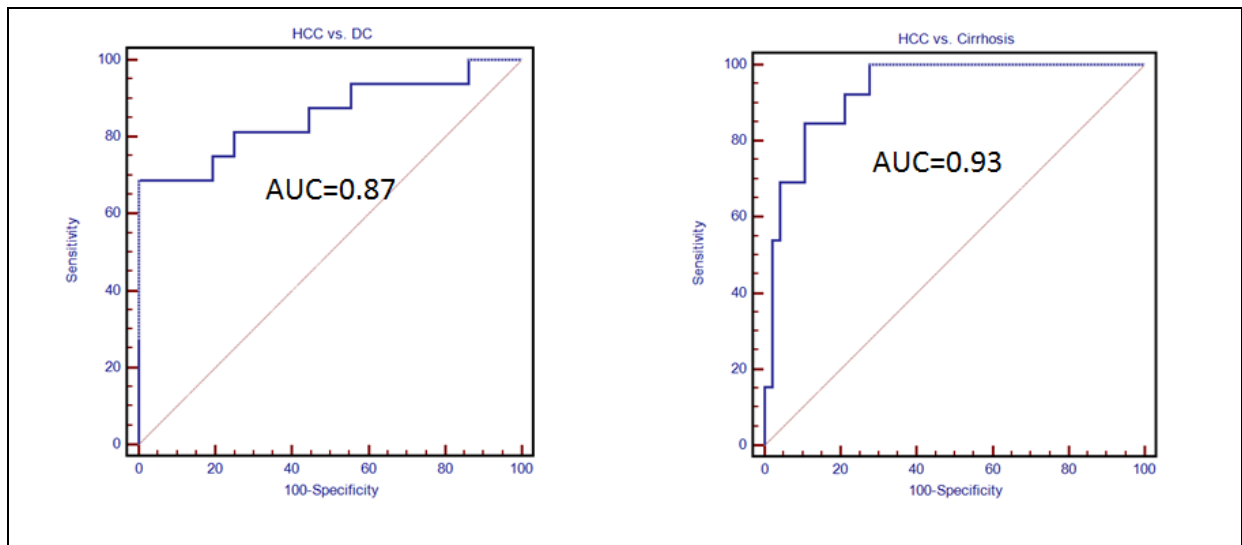 HCC vs. DC
100
80
60
40
20
0
Sensitivity
AUC=0.87
0 20 40 60 80 100
100-Specificity
HCC vs. Cirrhosis
100
80
60
40
20
0
Sensitivity
AUC=0.93
0 20 40 60 80 100
100-Specificity